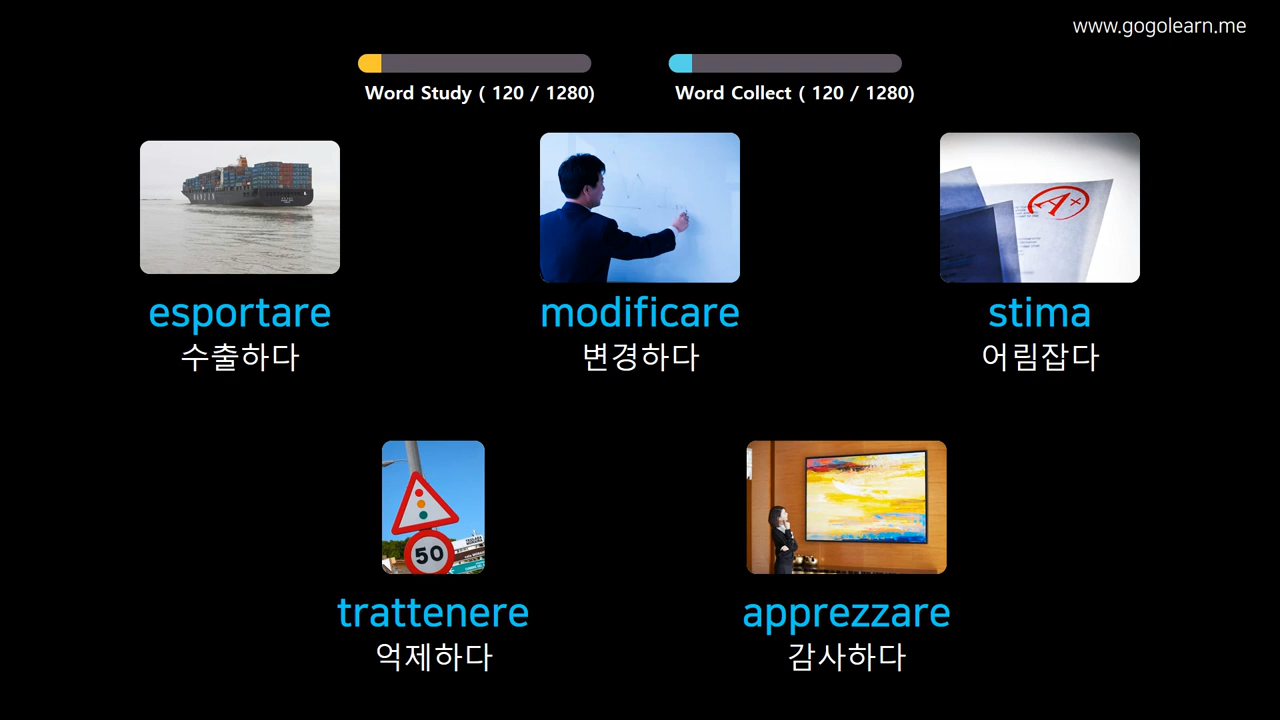 www.gogolearn.me
Word Study ( 120 / 1280)
Word Collect ( 120 / 1280)
HANJIN
A+
esportare
modificare
stima
수출하다
변경하다
어림잡다
50
trattenere
apprezzare
억제하다
감사하다